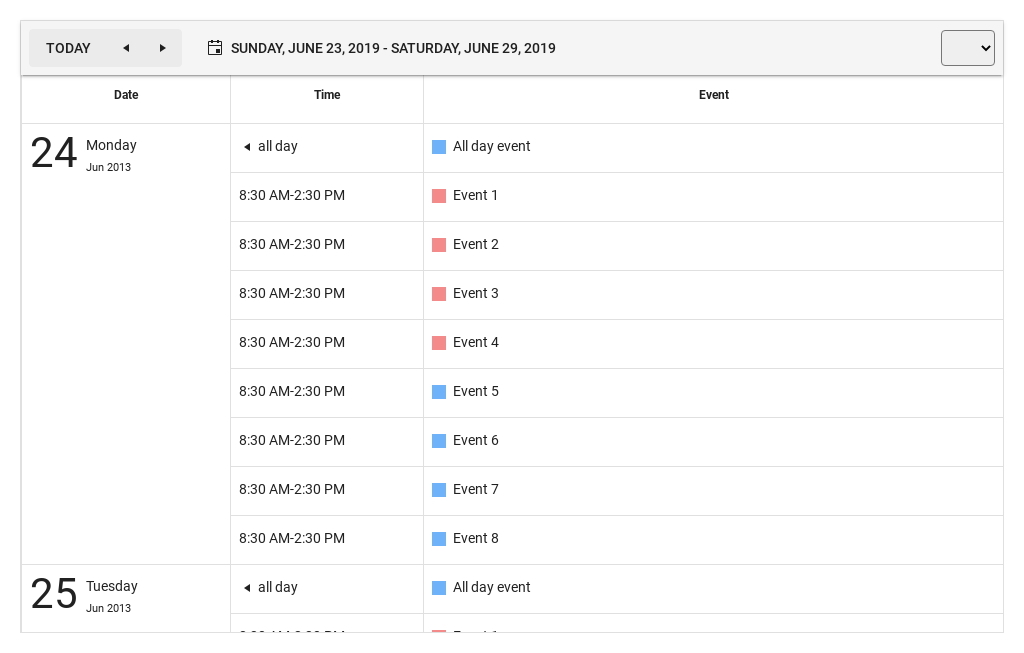 TODAY SUNDAY, JUNE 23, 2019 - SATURDAY, JUNE 29, 2019
Date Time Event
24 Monday all day All day event
Jun 2013
8:30 AM-2:30 PM Event 1
8:30 AM-2:30 PM Event 2
8:30 AM-2:30 PM Event 3
8:30 AM-2:30 PM Event 4
8:30 AM-2:30 PM Event 5
8:30 AM-2:30 PM Event 6
8:30 AM-2:30 PM Event 7
8:30 AM-2:30 PM Event 8
25 Tuesday all day All day event
Jun 2013